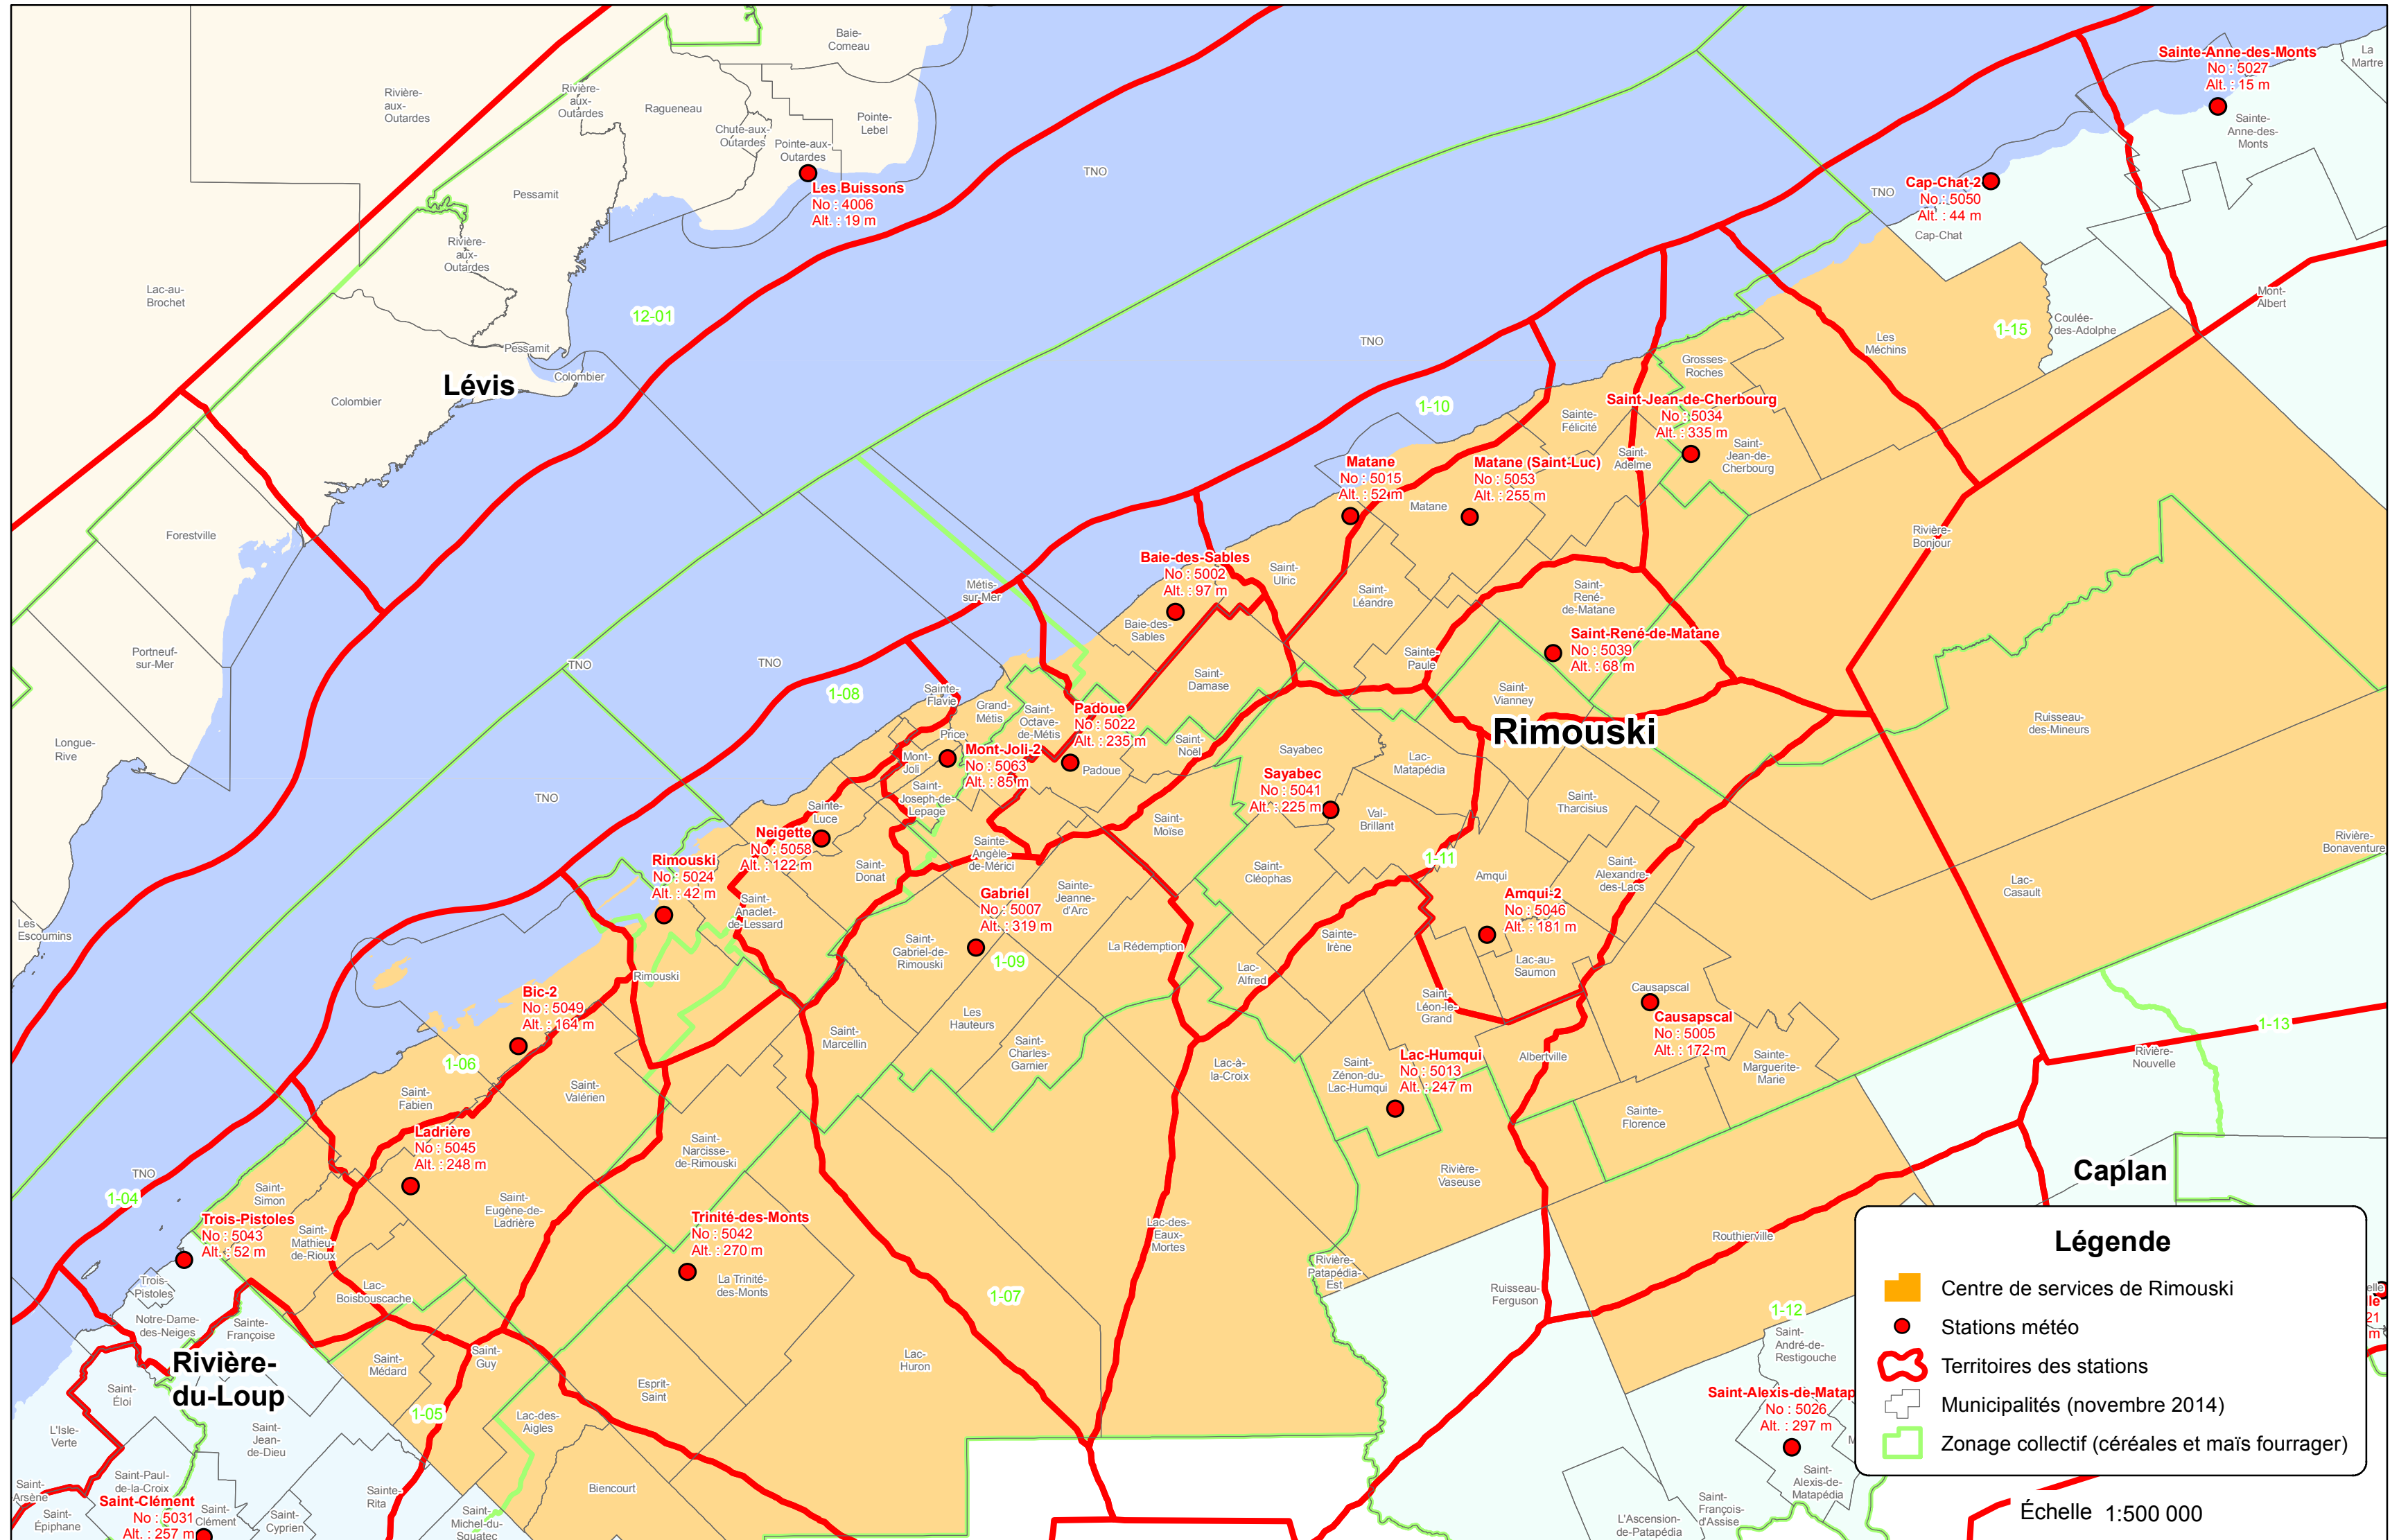 Baie-
Comeau
Rivière-
aux-
Outardes
Rivière-
aux-
Outardes
Ragueneau
Chute-aux-
Outardes
Pointe-
Lebel
Pointe-aux-
Outardes
Les Buissons
No : 4006
Alt. : 19 m
Pessamit
Rivière-
aux-
Outardes
Lac-au-
Brochet
TNO
Sainte-Anne-des-Monts
No : 5027
Alt. : 15 m
La
Martre
Sainte-
Anne-des-
Monts
Cap-Chat-2
No : 5050
Alt. : 44 m
TNO
Cap-Chat
Mont-
Albert
Coulée-
des-Adolphe
1-15
Les
Méchins
12-01
Pessamit
Colombier
Lévis
Colombier
TNO
1-10
Grosses-
Roches
Saint-Jean-de-Cherbourg
No : 5034
Alt. : 335 m
Sainte-
Félicité
Saint-
Adelme
Saint-
Jean-de-
Cherbourg
Matane
No : 5015
Alt. : 52 m
Matane (Saint-Luc)
No : 5053
Alt. : 255 m
Matane
Forestville
Rivière-
Bonjour
Baie-des-Sables
No : 5002
Alt. : 97 m
Saint-
Ulric
Saint-
Léandre
Saint-
René-
de-Matane
Métis-
sur-Mer
Baie-des-
Sables
Saint-René-de-Matane
No : 5039
Alt. : 68 m
Sainte-
Paule
Portneuf-
sur-Mer
TNO
TNO
1-08
Saint-
Damase
Saint-
Vianney
Sainte-
Flavie
Grand-
Métis
Saint-
Octave-
de-Métis
Padoue
No : 5022
Alt. : 235 m
Rimouski
Ruisseau-
des-Mineurs
Longue-
Rive
Price
Mont-
Joli
Mont-Joli-2
No : 5063
Alt. : 85 m
Padoue
Saint-
Noël
Sayabec
Lac-
Matapédia
Sayabec
No : 5041
Alt. : 225 m
TNO
Saint-
Joseph-de-
Lepage
Sainte-
Luce
Val-
Brillant
Saint-
Tharcisius
Neigette
No : 5058
Alt. : 122 m
Saint-
Moïse
Rivière-
Bonaventure
Sainte-
Angèle-
de-Mérici
1-11
Rimouski
No : 5024
Alt. : 42 m
Saint-
Donat
Saint-
Cléophas
Amqui
Saint-
Alexandre-
des-Lacs
Lac-
Casault
Gabriel
No : 5007
Alt. : 319 m
Sainte-
Jeanne-
d'Arc
Amqui-2
No : 5046
Alt. : 181 m
Saint-
Anaclet-
de-Lessard
Les
Escoumins
Saint-
Gabriel-de-
Rimouski
1-09
La Rédemption
Sainte-
Irène
Lac-
Alfred
Lac-au-
Saumon
Rimouski
Bic-2
No : 5049
Alt. : 164 m
Saint-
Léon-le-
Grand
Causapscal
Causapscal
No : 5005
Alt. : 172 m
Les
Hauteurs
Saint-
Marcellin
Saint-
Charles-
Garnier
1-13
Rivière-
Nouvelle
1-06
Lac-à-
la-Croix
Saint-
Zénon-du-
Lac-Humqui
Lac-Humqui
No : 5013
Alt. : 247 m
Albertville
Sainte-
Marguerite-
Marie
Saint-
Fabien
Saint-
Valérien
Sainte-
Florence
Ladrière
No : 5045
Alt. : 248 m
Saint-
Narcisse-
de-Rimouski
TNO
1-04
Rivière-
Vaseuse
Caplan
Saint-
Simon
Saint-
Eugène-de-
Ladrière
Trois-Pistoles
No : 5043
Alt. : 52 m
Saint-
Mathieu-
de-Rioux
Trinité-des-Monts
No : 5042
Alt. : 270 m
Lac-des-
Eaux-
Mortes
Routhierville
Légende
Centre de services de Rimouski
Stations météo
Territoires des stations
Municipalités (novembre 2014)
Zonage collectif (céréales et maïs fourrager)
Trois-
Pistoles
Lac-
Boisbouscache
La Trinité-
des-Monts
1-07
Rivière-
Patapédia-
Est
Ruisseau-
Ferguson
1-12
elle
le
21
m
Notre-Dame-
des-Neiges
Sainte-
Françoise
Rivière-
du-Loup
Saint-
Médard
Saint-
Guy
Lac-
Huron
Saint-
André-de-
Restigouche
Saint-
Éloi
Esprit-
Saint
1-05
Lac-des-
Aigles
Saint-Alexis-de-Matap
No : 5026
Alt. : 297 m
L'Isle-
Verte
Saint-
Jean-
de-Dieu
M
Saint-
Arsène
Saint-Paul-
de-la-Croix
Sainte-
Rita
Biencourt
Saint-
Alexis-de-
Matapédia
Saint-Clément
No : 5031
Alt. : 257 m
Saint-
Épiphane
Saint-
Clément
Saint-
Cyprien
Saint-
Michel-du-
Squatec
L'Ascension-
de-Patapédia
Saint-
François-
d'Assise
Échelle 1:500 000